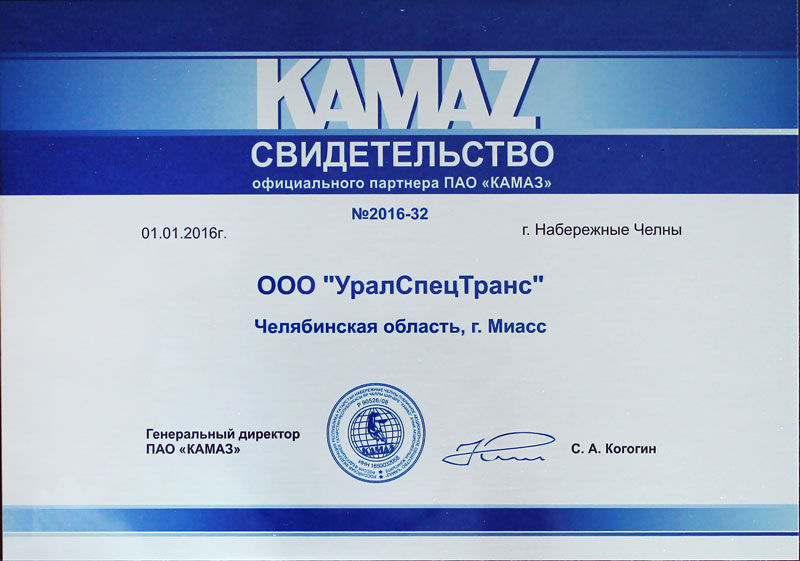 KAMAZ
СВИДЕТЕЛЬСТВО
официального партнера ПАО «КАМАЗ»
№2016-32
01.01.2016г.
г. Набережные Челны
ООО "УралСпецТранс"
Челябинская область, г. Миасс
Генеральный директор
ПАО «КАМАЗ»
KAMAZ
С. А. Когогин